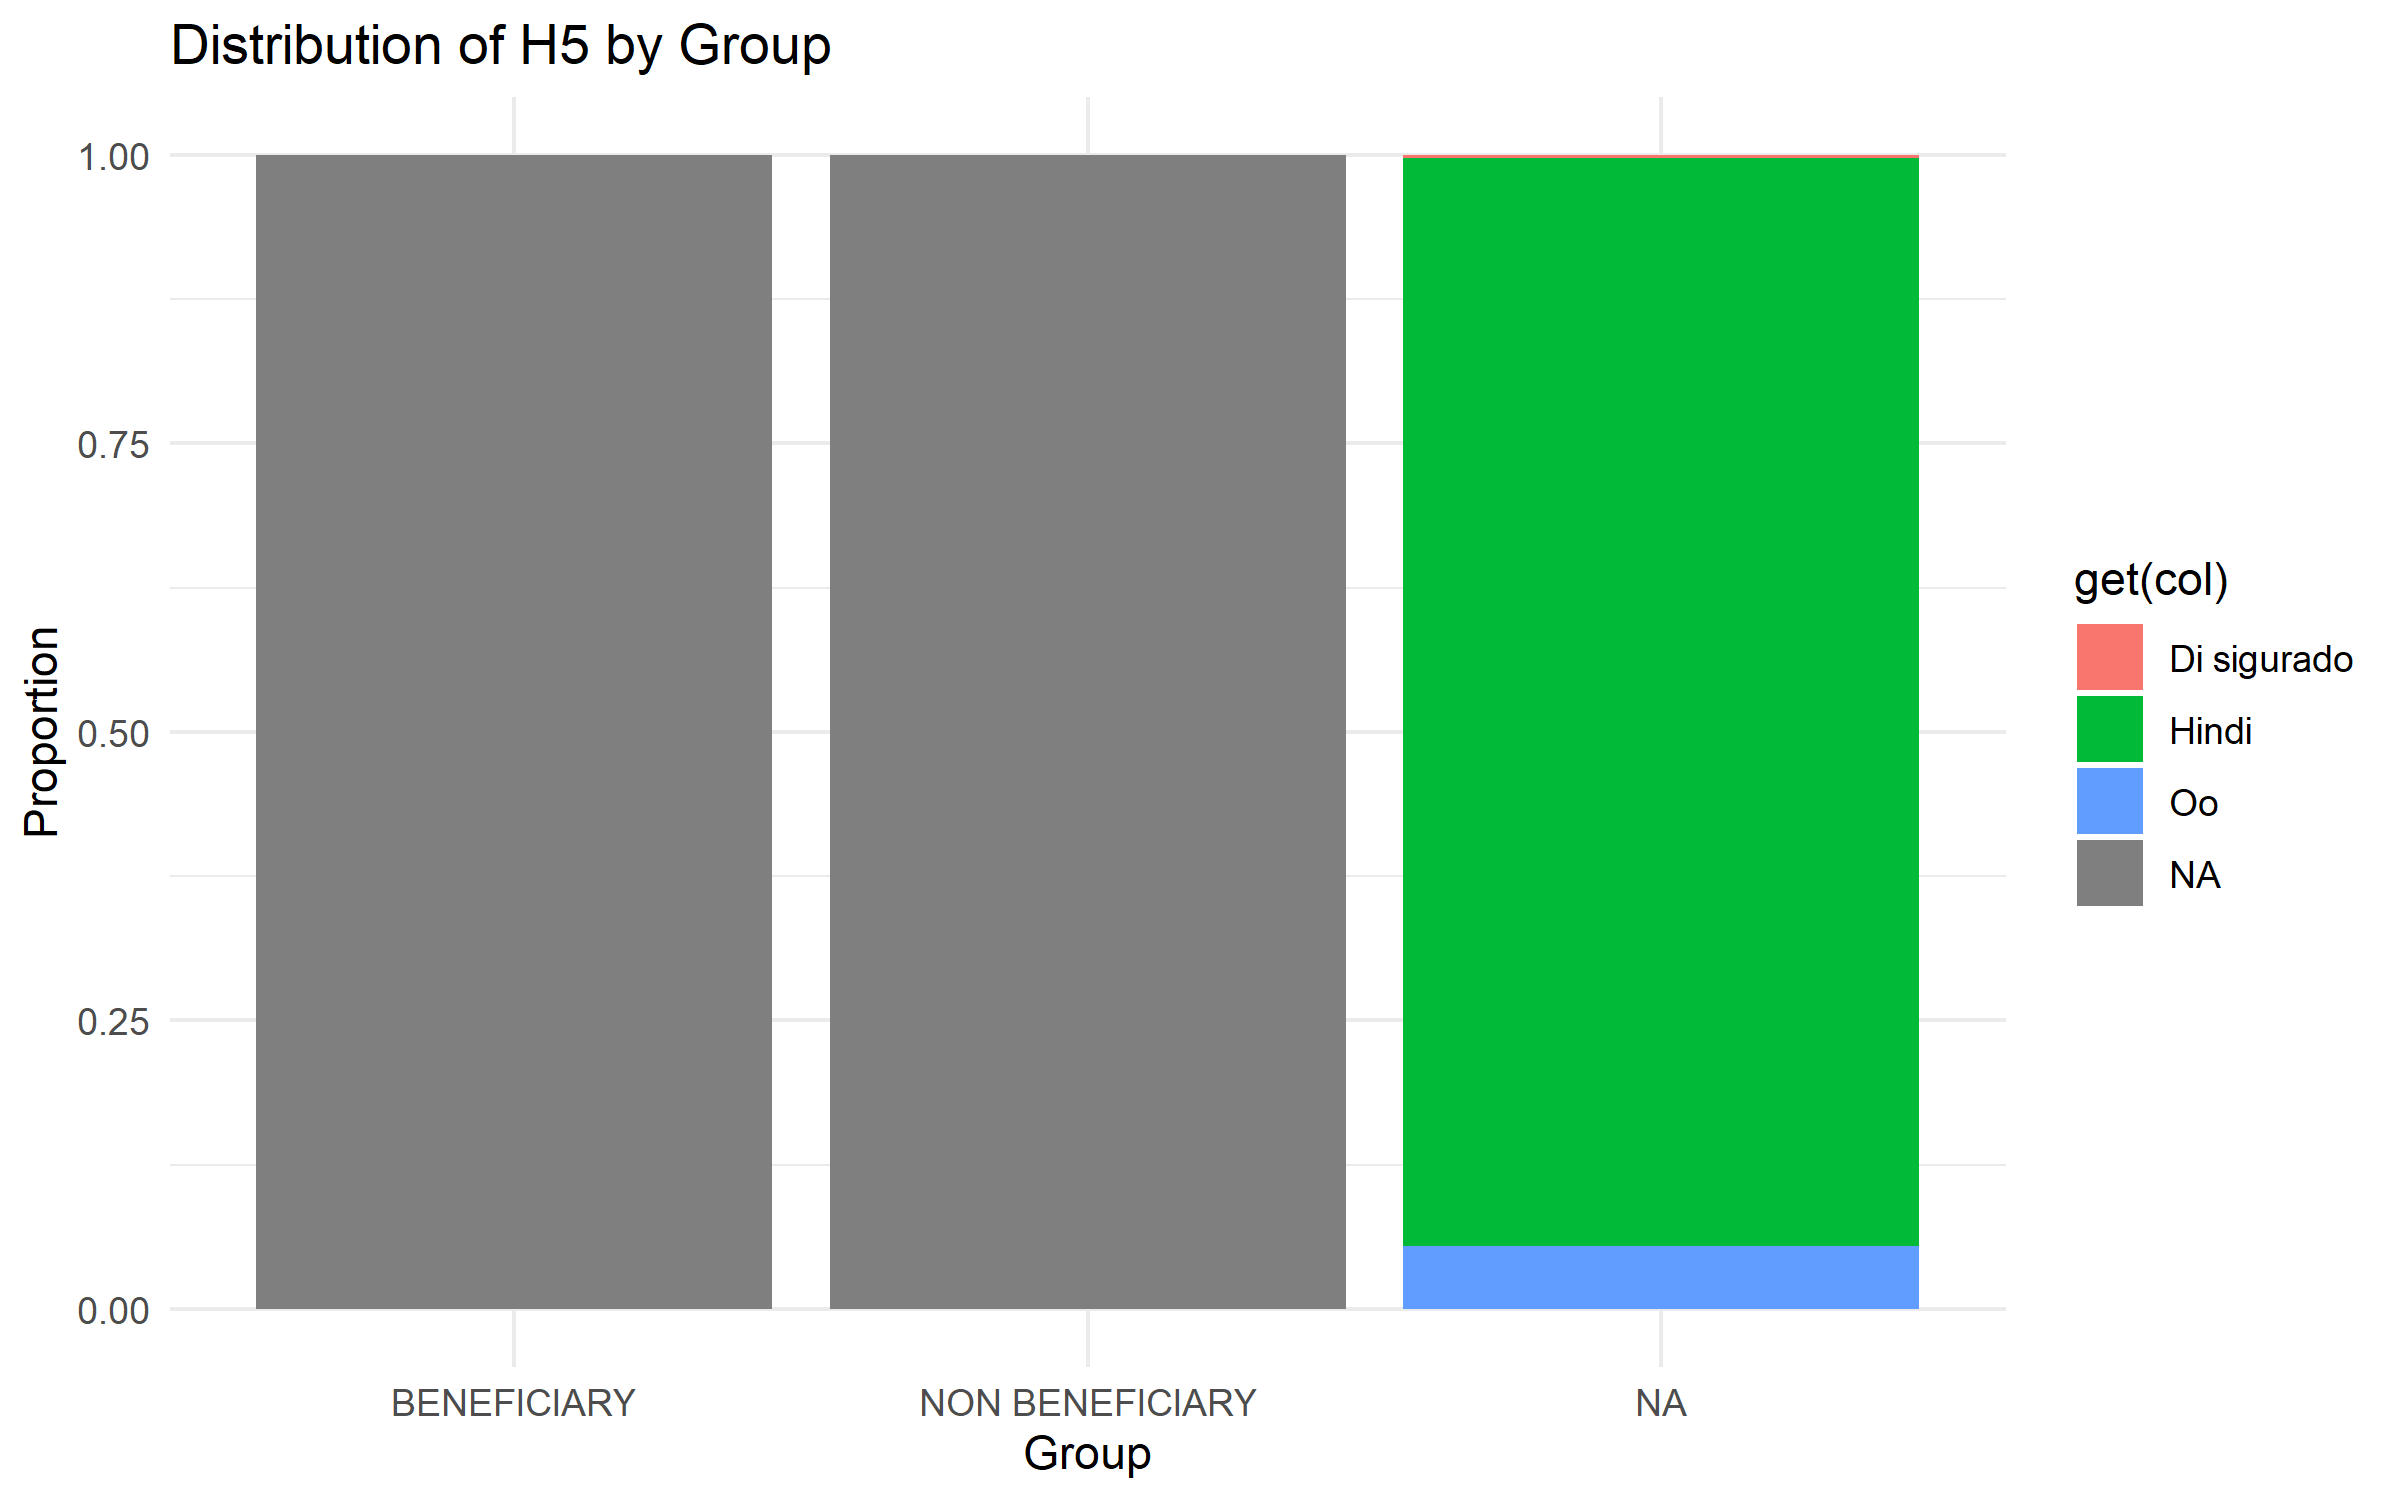 Distribution of H5 by Group
Proportion
1.00
0.75
0.50
0.25
0.00
BENEFICIARY
NON BENEFICIARY
NA
Group
get(col)
Di sigurado
Hindi
Oo
NA